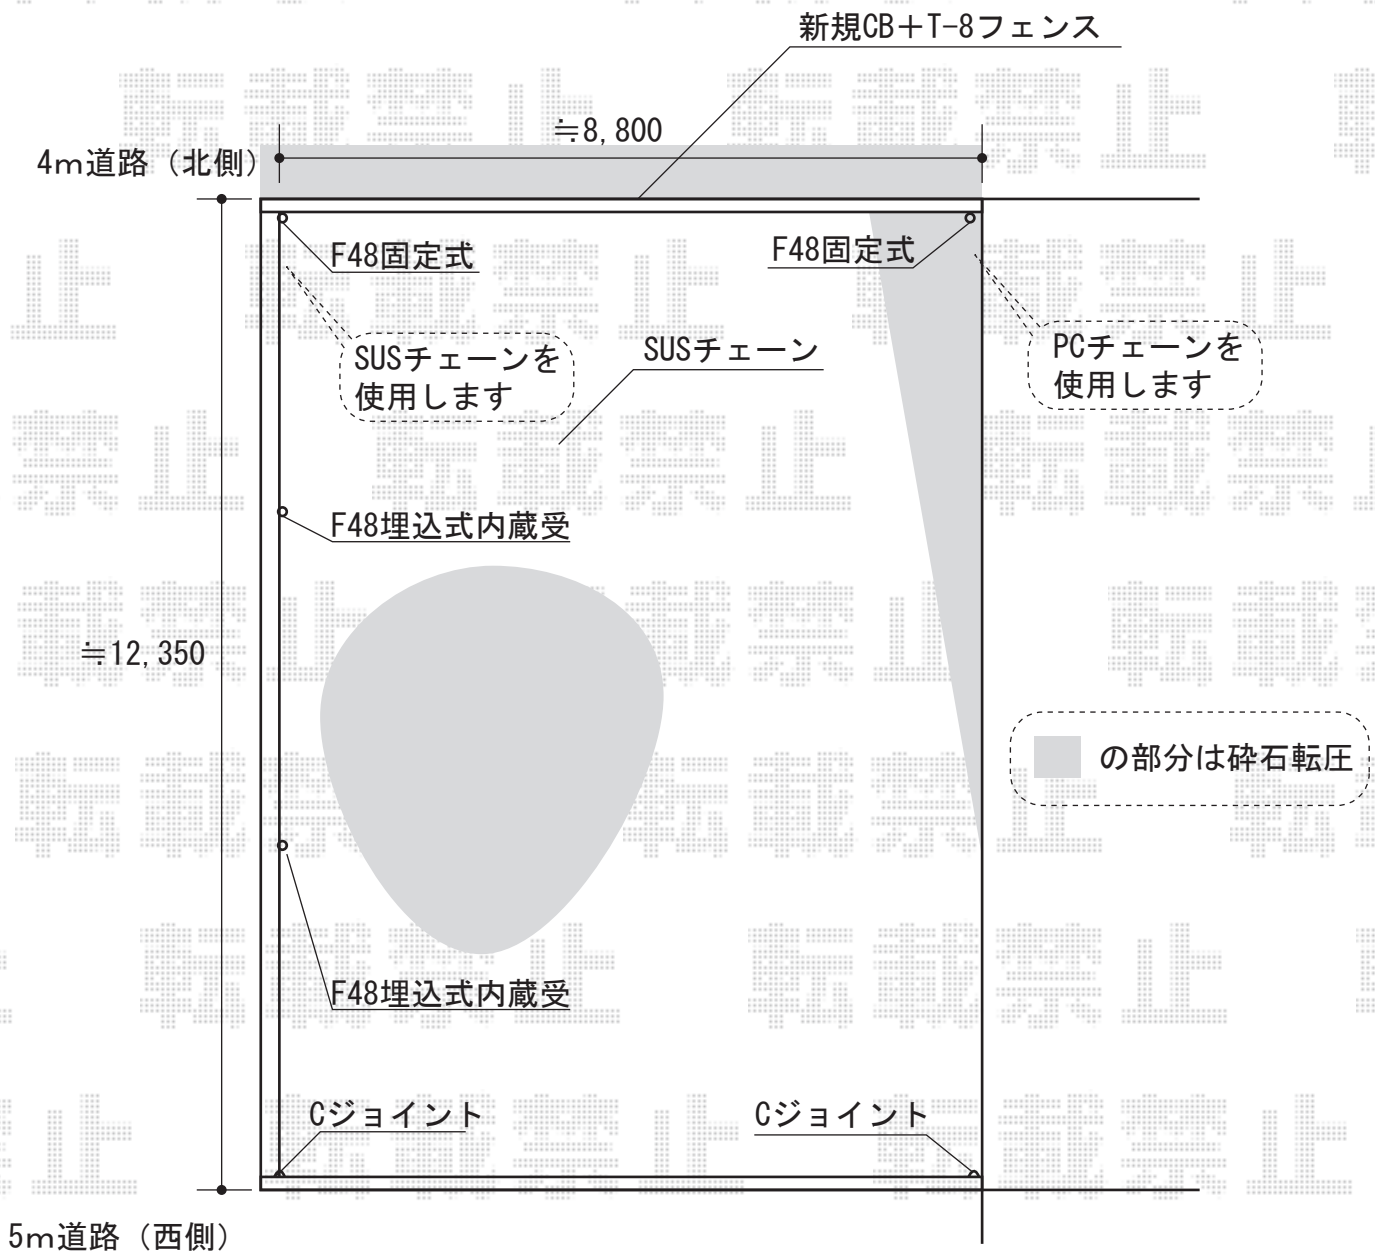 新規CB＋T-8フェンス
≒8,800
4m道路（北側）
F48固定式
F48固定式
SUSチェーンを
使用します
SUSチェーン
PCチェーンを
使用します
F48埋込式内蔵受
≒12,350
の部分は砕石転圧
F48埋込式内蔵受
Cジョイント
Cジョイント
5m道路（西側）
転載禁止